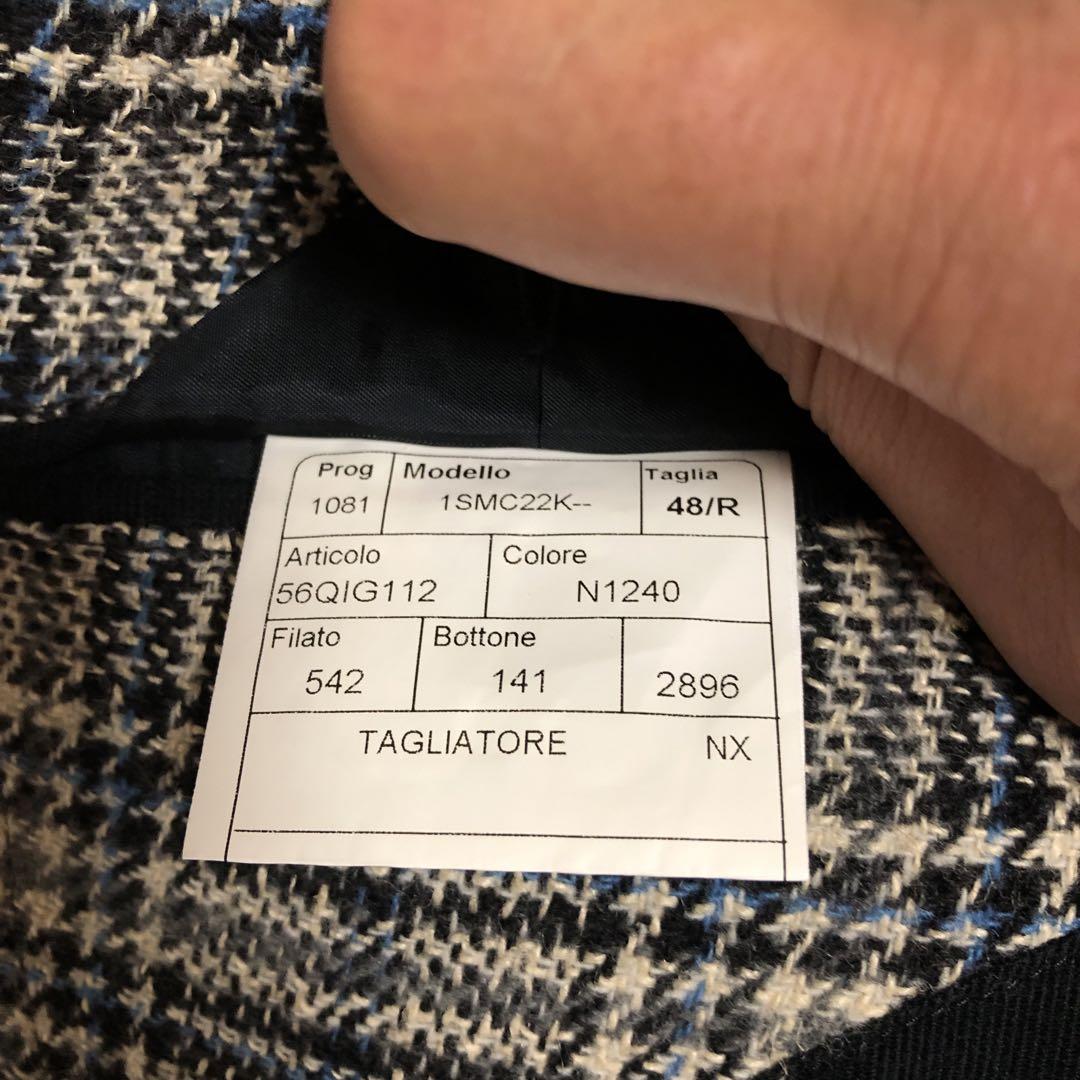 Prog Modello Taglia
1081 1SMC22K-- 48/R
Articolo Colore
56QIG112 N1240
Filato Bottone
542 141 2896
TAGLIATORE NX